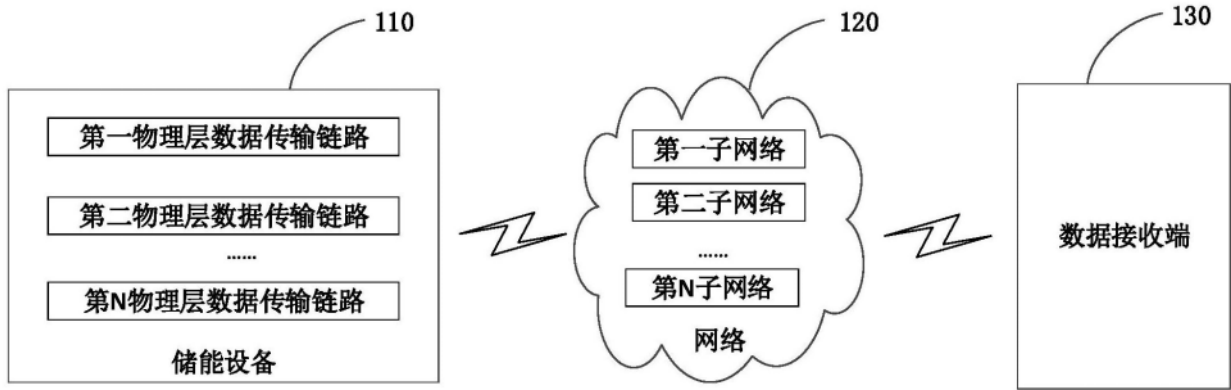 110
120
130
第一物理层数据传输链路
第二物理层数据传输链路
......
第N物理层数据传输链路
储能设备
第一子网络
第二子网络
......
第N子网络
网络
数据接收端